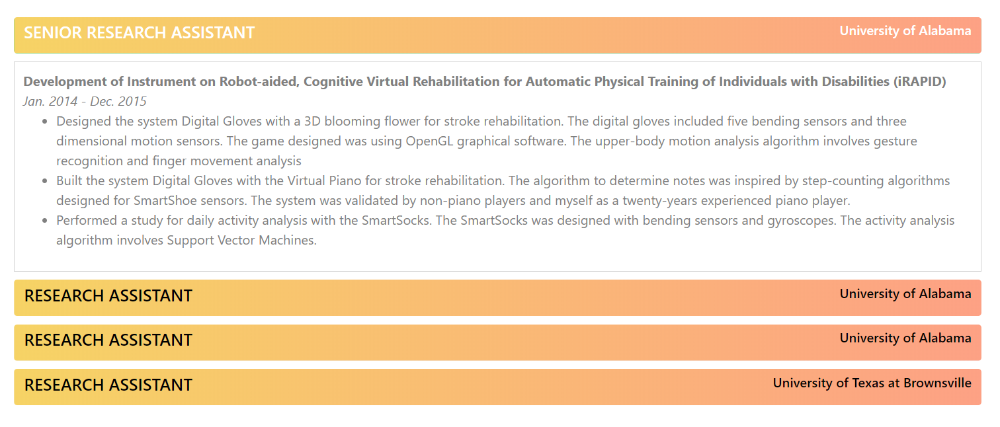 SENIOR RESEARCH ASSISTANT University of Alabama
Development of Instrument on Robot-aided, Cognitive Virtual Rehabilitation for Automatic Physical Training of Individuals with Disabilities (iRAPID)
Jan. 2014 - Dec. 2015
• Designed the system Digital Gloves with a 3D blooming flower for stroke rehabilitation. The digital gloves included five bending sensors and three
dimensional motion sensors. The game designed was using OpenGL graphical software. The upper-body motion analysis algorithm involves gesture
recognition and finger movement analysis
• Built the system Digital Gloves with the Virtual Piano for stroke rehabilitation. The algorithm to determine notes was inspired by step-counting algorithms
designed for SmartShoe sensors. The system was validated by non-piano players and myself as a twenty-years experienced piano player.
• Performed a study for daily activity analysis with the SmartSocks. The SmartSocks was designed with bending sensors and gyroscopes. The activity analysis
algorithm involves Support Vector Machines.
RESEARCH ASSISTANT University of Alabama
RESEARCH ASSISTANT University of Alabama
RESEARCH ASSISTANT University of Texas at Brownsville